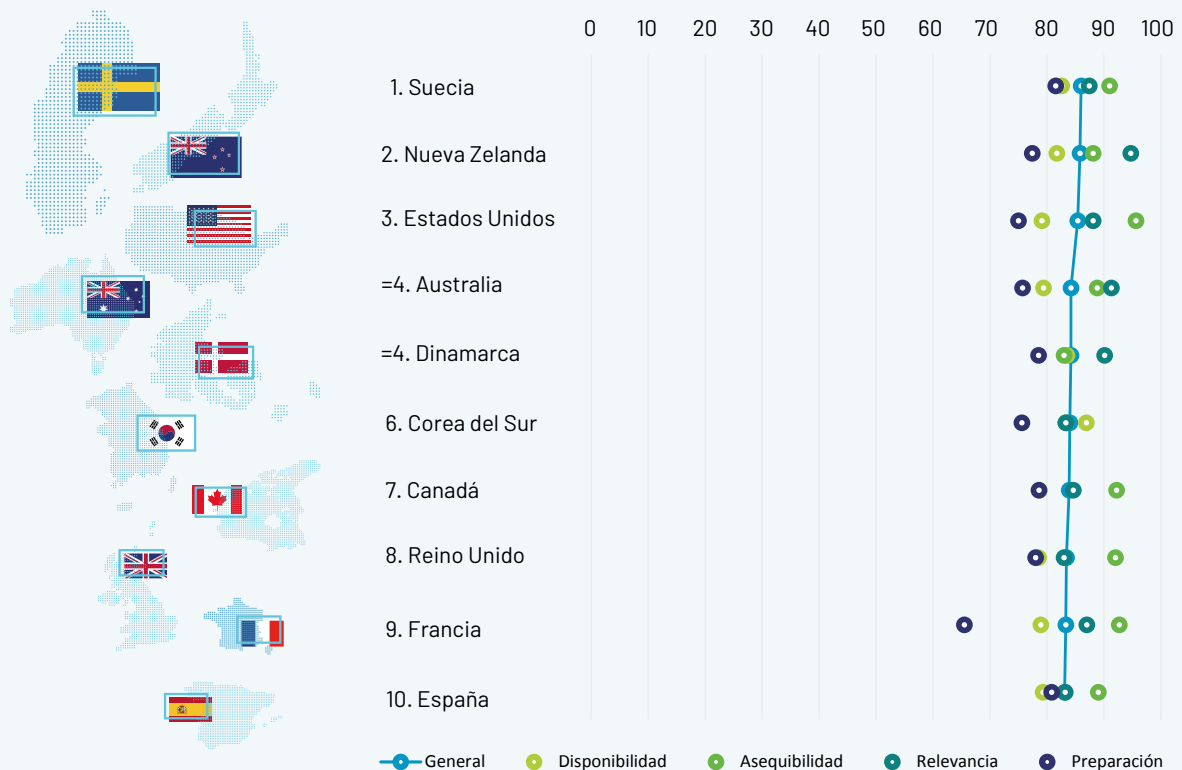 0 10 20 30 40 50 60 70 80 90 100
1. Suecia
2. Nueva Zelanda
3. Estados Unidos
=4. Australia
=4. Dinamarca
6. Corea del Sur
7. Canadá
8. Reino Unido
9. Francia
10. España
General Disponibilidad Asequibilidad Relevancia Preparación